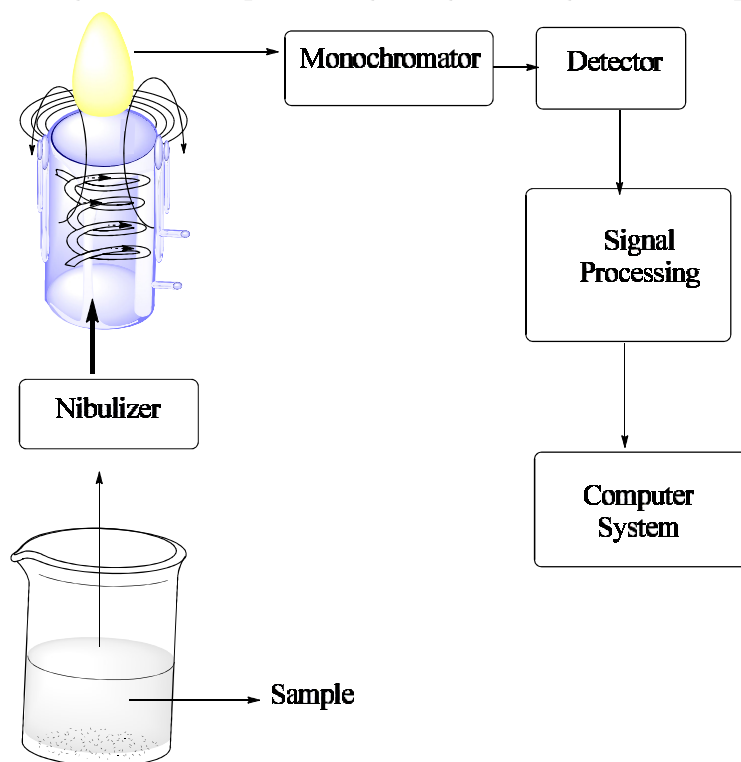 Monochromator
Detector
Signal
Processing
Nibulizer
Computer
System
Sample